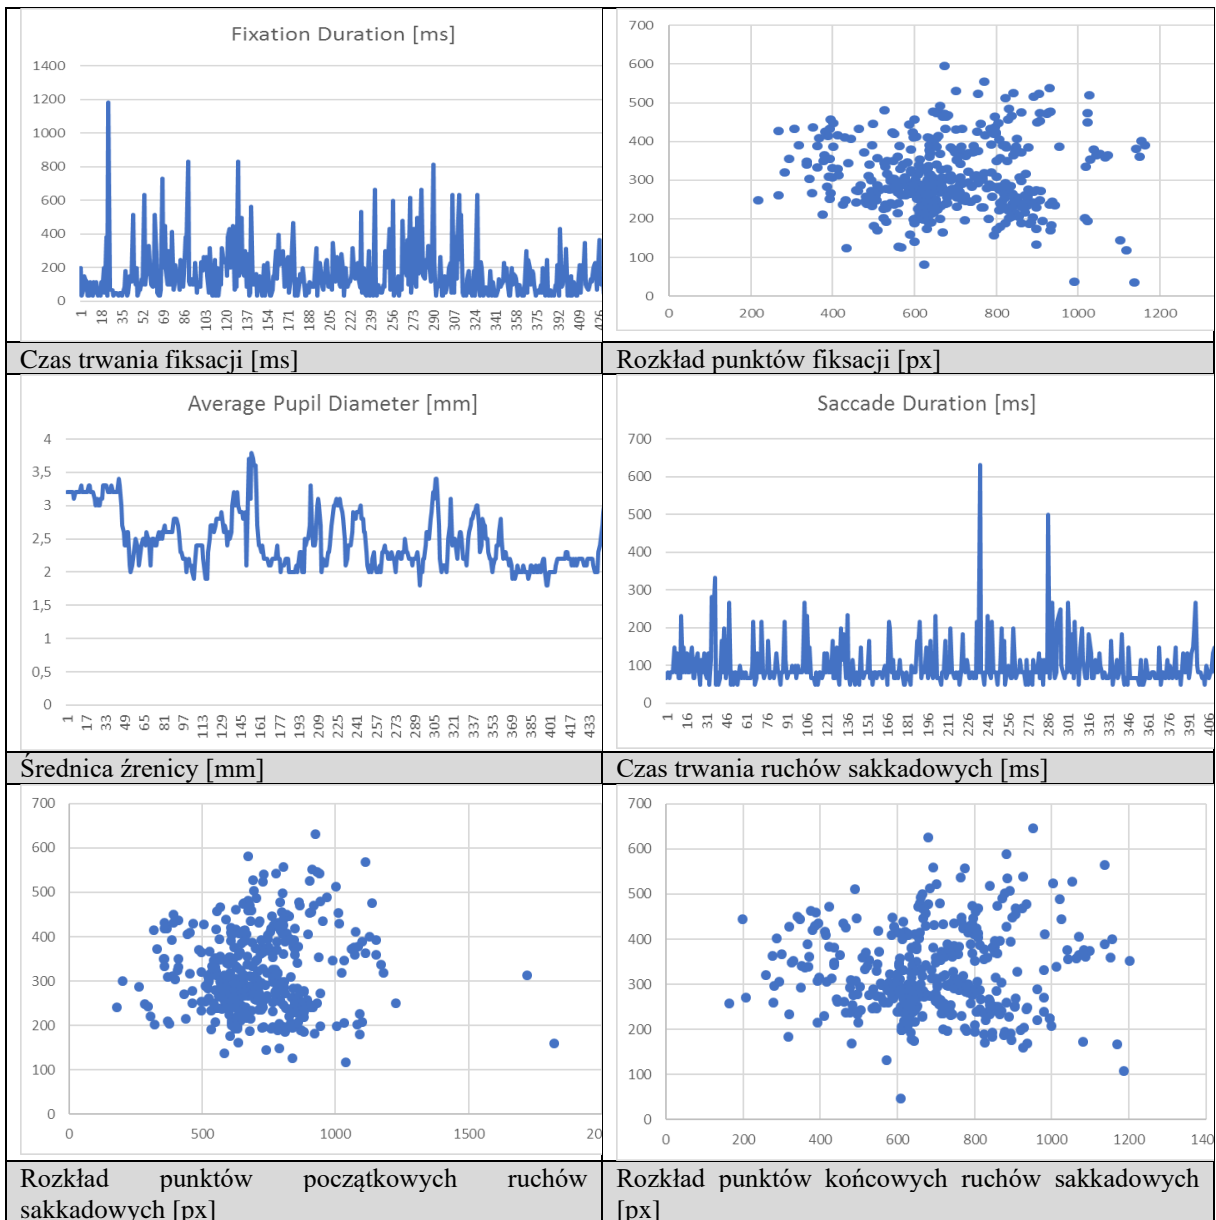 Fixation Duration [ms]
1400
1200
1000
800
600
400
200
0
1 18 35 52 69 86 103 120 137 154 171 188 205 222 239 256 273 290 307 324 341 358 375 392 409 426
700
600
500
400
300
200
100
0
0 200 400 600 800 1000 1200
Czas trwania fiksacji [ms]
Rozkład punktów fiksacji [px]
Average Pupil Diameter [mm]
4
3,5
3
2,5
2
1,5
1
0,5
0
1 17 33 49 65 81 97 113 129 145 161 177 193 209 225 241 257 273 289 305 321 337 353 369 385 401 417 433
Saccade Duration [ms]
700
600
500
400
300
200
100
0
1 16 31 46 61 76 91 106 121 136 151 166 181 196 211 226 241 256 271 286 301 316 331 346 361 376 391 406
Średnica źrenicy [mm]
Czas trwania ruchów sakkadowych [ms]
700
600
500
400
300
200
100
0
0 500 1000 1500 20
700
600
500
400
300
200
100
0
0 200 400 600 800 1000 1200 140
Rozkład punktów początkowych ruchów
sakkadowych [px]
Rozkład punktów końcowych ruchów sakkadowych
[px]